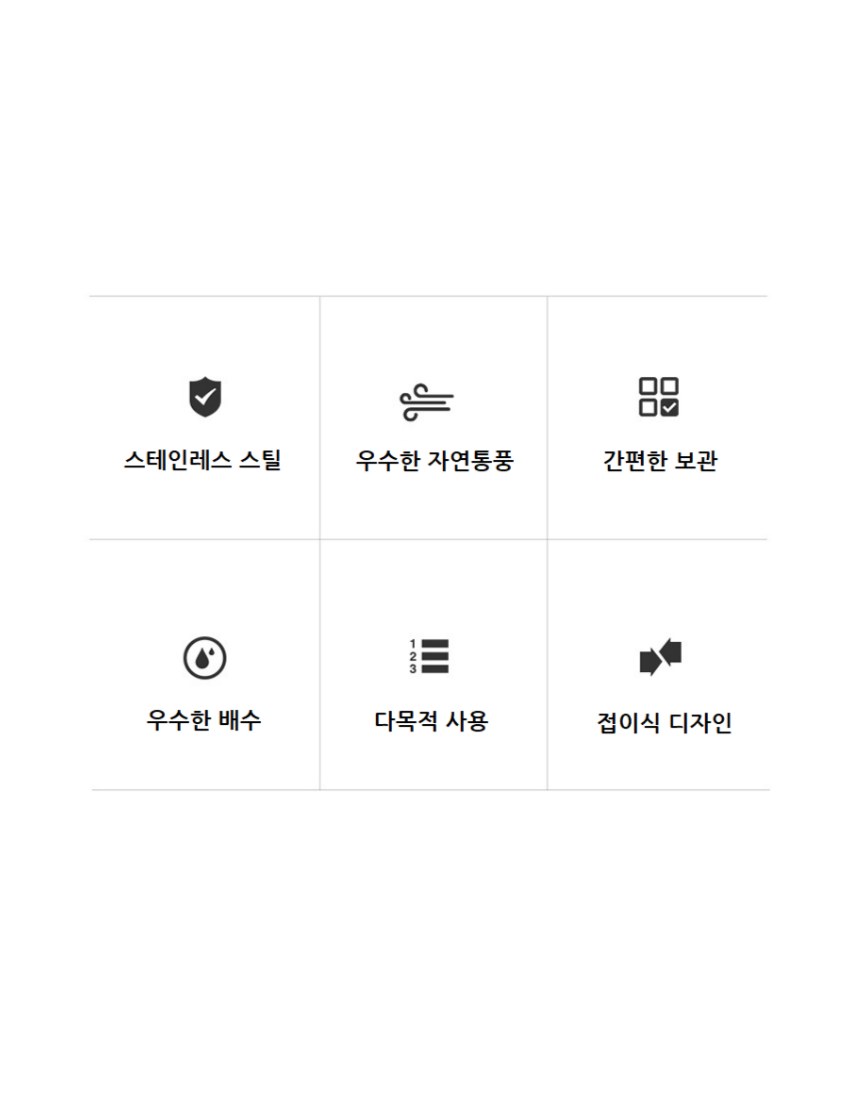 스테인레스 스틸
우수한 자연통풍
간편한 보관
우수한 배수
1
2
3
다목적 사용
접이식 디자인